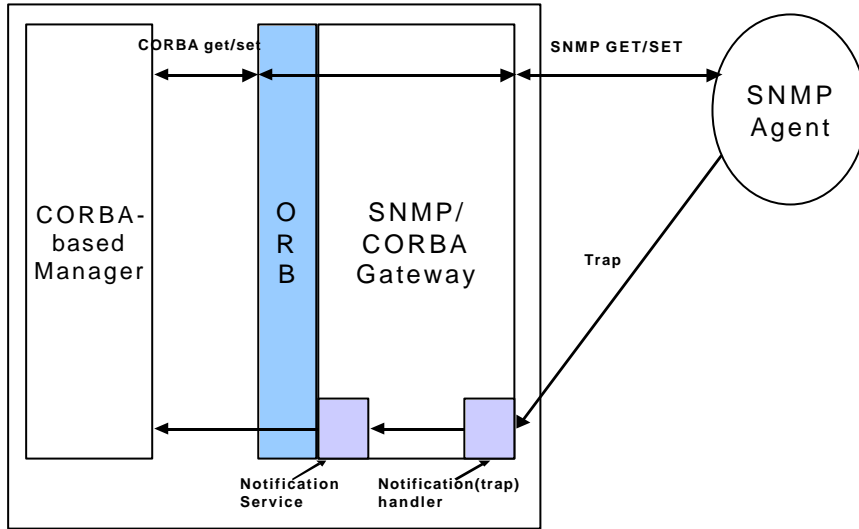 CORBA get/set
SNMP GET/SET
SNMP
Agent
CORBA-
based
Manager
O
R
B
SNMP/
CORBA
Gateway
Trap
Notification
Service
Notification(trap)
handler